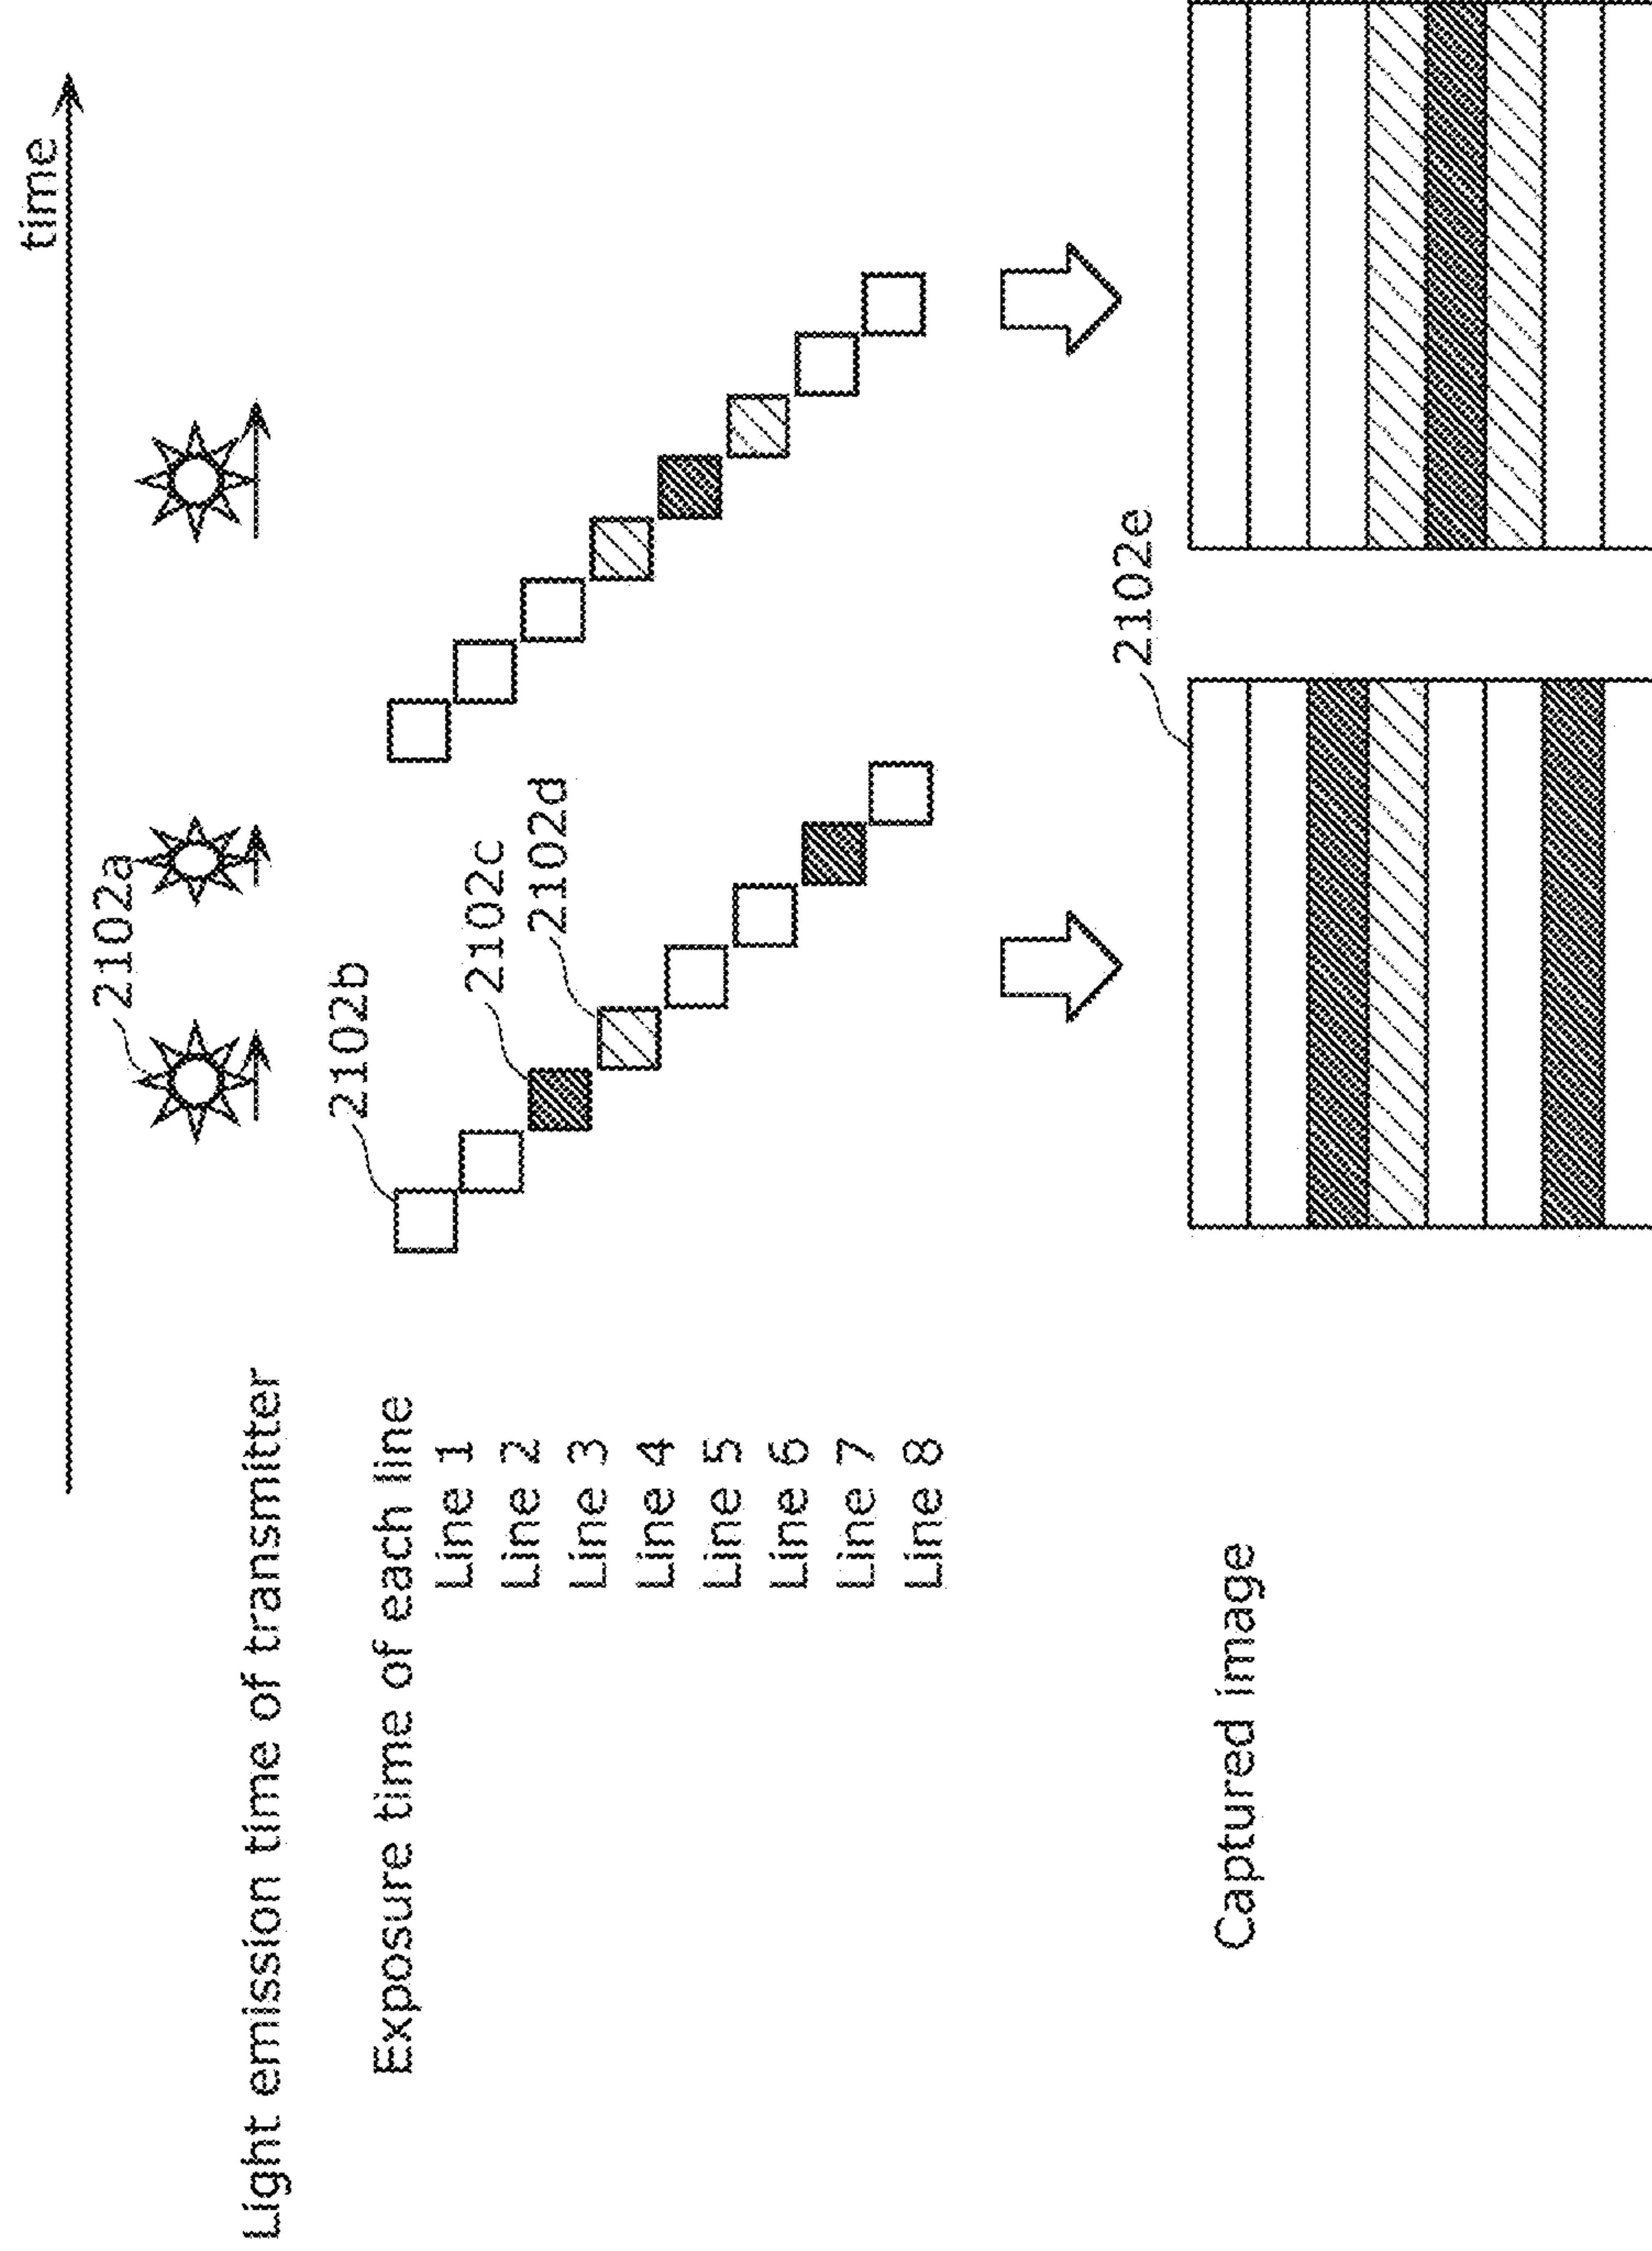 time
Light emission time of transmitter
2102a
Exposure time of each line
2102b
Line 1
Line 2
2102c
Line 3
2102d
Line 4
Line 5
Line 6
Line 7
Line 8
Captured image
2102e